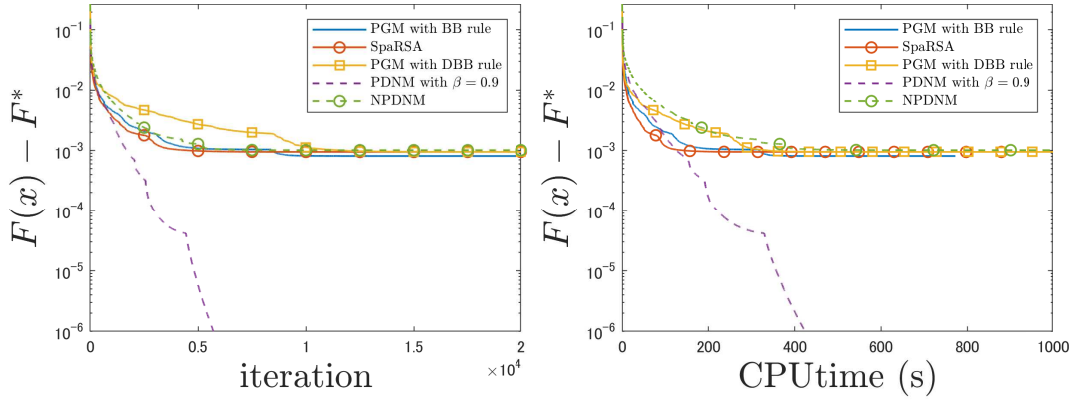 F(x) − F*
10⁻¹
10⁻²
10⁻³
10⁻⁴
10⁻⁵
10⁻⁶
PGM with BB rule
SpaRSA
PGM with DBB rule
PDNM with β = 0.9
NPDNM
0 0.5 1 1.5 2
×10⁴
iteration
F(x) − F*
10⁻¹
10⁻²
10⁻³
10⁻⁴
10⁻⁵
10⁻⁶
PGM with BB rule
SpaRSA
PGM with DBB rule
PDNM with β = 0.9
NPDNM
0 200 400 600 800 1000
CPUtime (s)